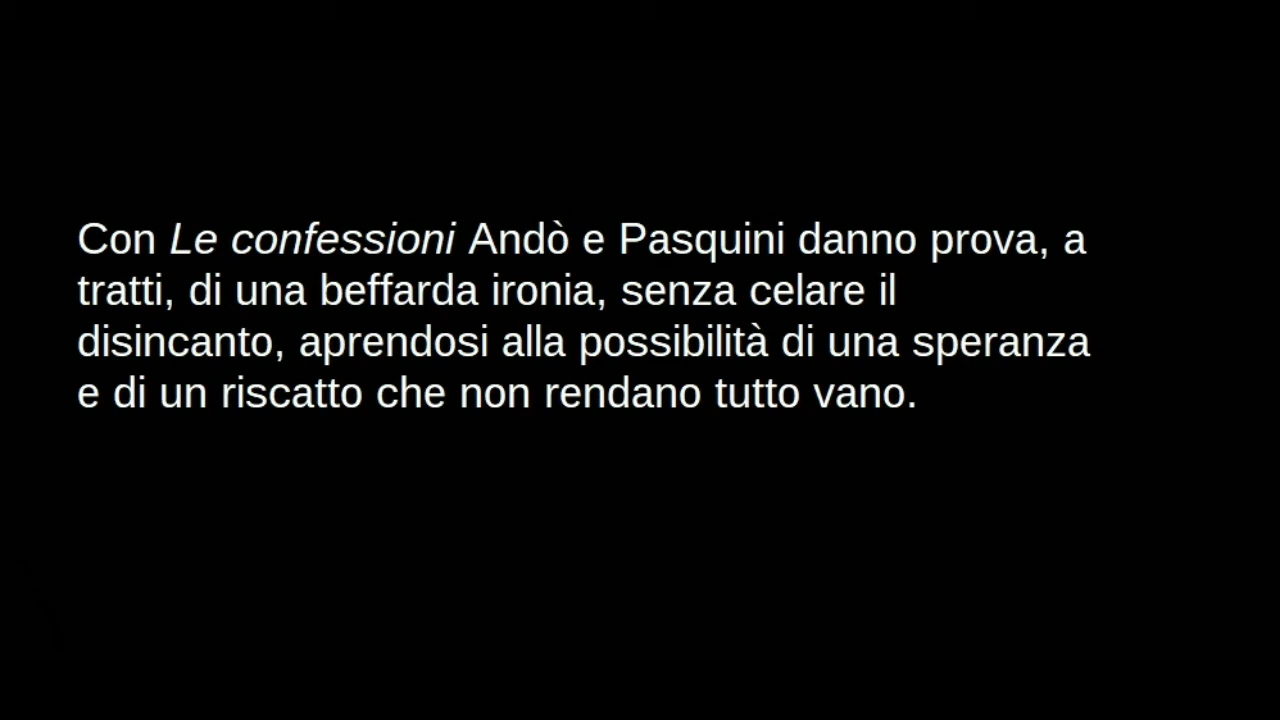 Con Le confessioni Andò e Pasquini danno prova, a
tratti, di una beffarda ironia, senza celare il
disincanto, aprendosi alla possibilità di una speranza
e di un riscatto che non rendano tutto vano.